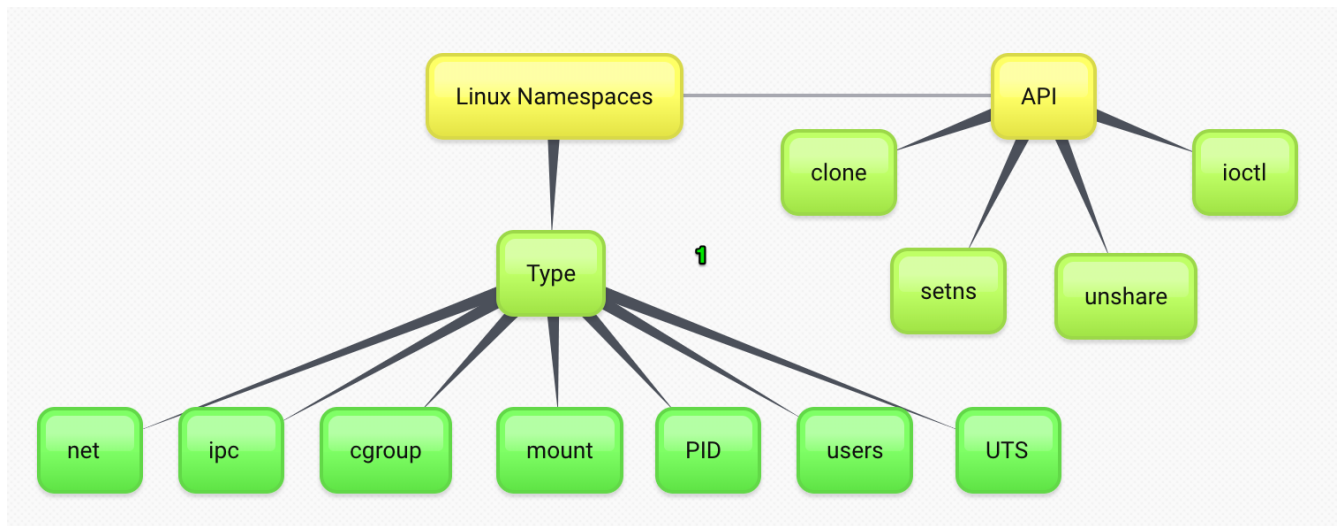 Linux Namespaces
API
clone
ioctl
Type
1
setns
unshare
net
ipc
cgroup
mount
PID
users
UTS